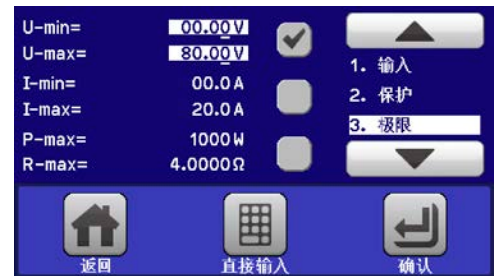 U-min= 00.00V
U-max= 80.00V
I-min= 00.0A
I-max= 20.0A
P-max= 1000W
R-max= 4.0000Ω
1. 输入
2. 保护
3. 极限
返回
直接输入
确认